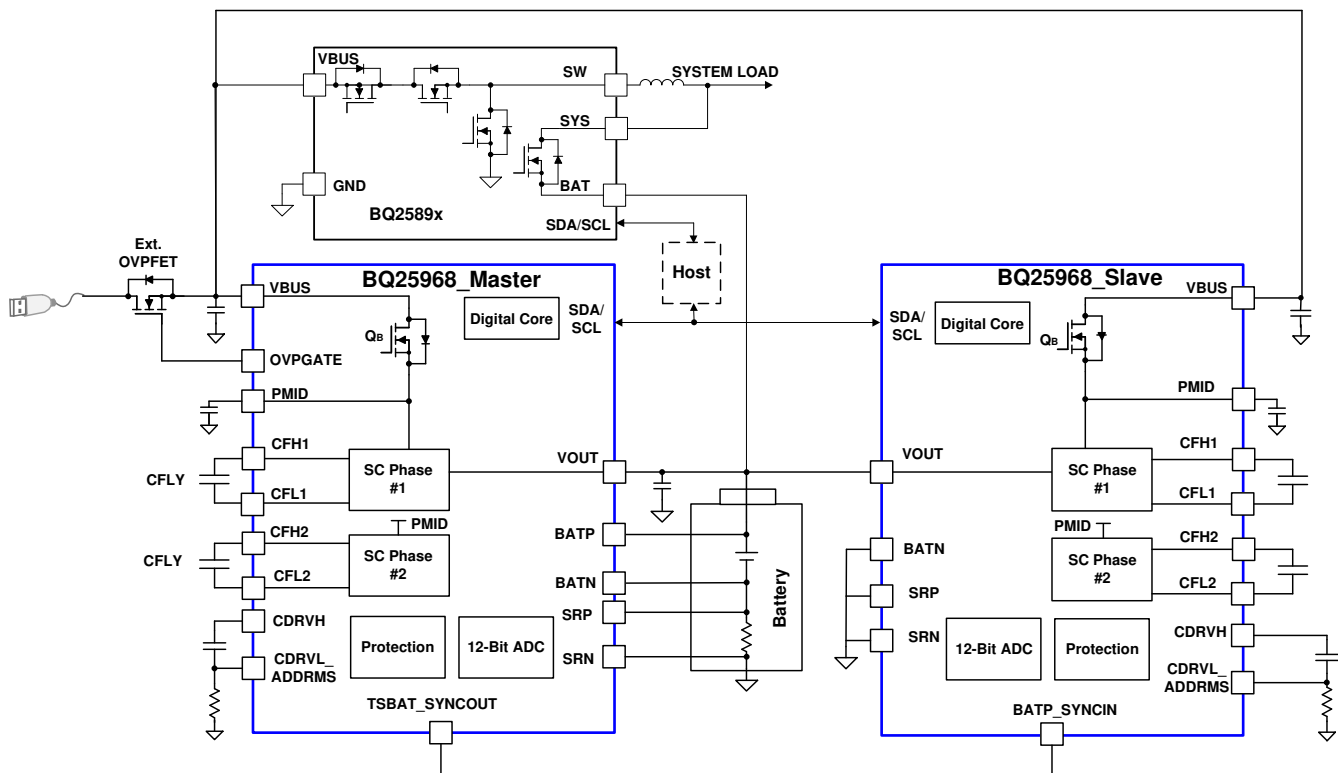 VBUS
SW
SYSTEM LOAD
SYS
GND
BAT
BQ2589x
SDA/SCL
Ext.
OVPFET
Host
BQ25968_Master
VBUS
Digital Core
SDA/
SCL
QB
OVPGATE
PMID
CFH1
CFLY
SC Phase
#1
VOUT
CFL1
PMID
CFH2
CFLY
SC Phase
#2
CFL2
BATP
BATN
SRP
SRN
CDRVH
Protection
12-Bit ADC
CDRVL_
ADDRMS
TSBAT_SYNCOUT
Battery
BQ25968_Slave
VBUS
SDA/
SCL
Digital Core
QB
PMID
VOUT
SC Phase
#1
CFH1
CFL1
PMID
BATN
SC Phase
#2
CFH2
CFL2
SRP
SRN
12-Bit ADC
Protection
CDRVH
CDRVL_
ADDRMS
BATP_SYNCIN